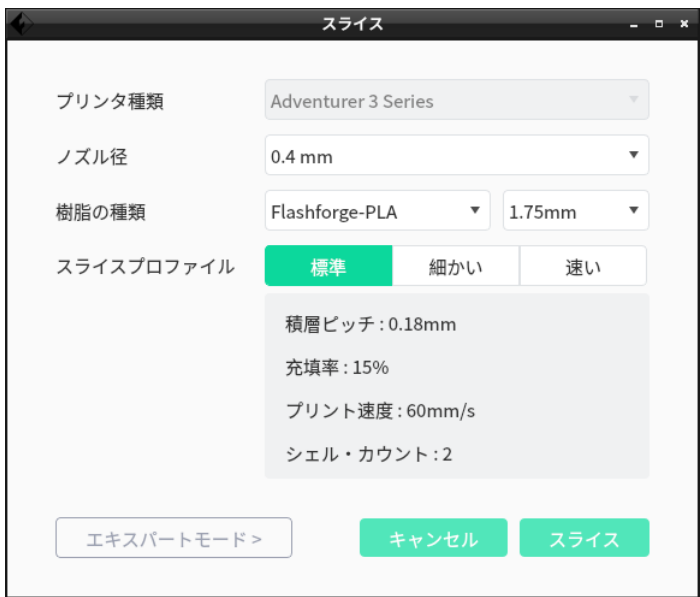 スライス
プリンタ種類 Adventurer 3 Series
ノズル径 0.4 mm
樹脂の種類 Flashforge-PLA 1.75mm
スライスプロファイル 標準 細かい 速い
積層ピッチ : 0.18mm
充填率 : 15%
プリント速度 : 60mm/s
シェル・カウント : 2
エキスパートモード > キャンセル スライス